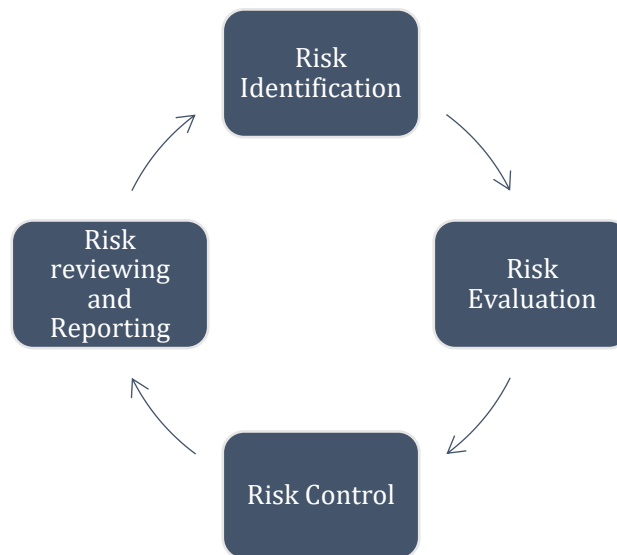 Risk
Identification
Risk
Evaluation
Risk Control
Risk
reviewing
and
Reporting